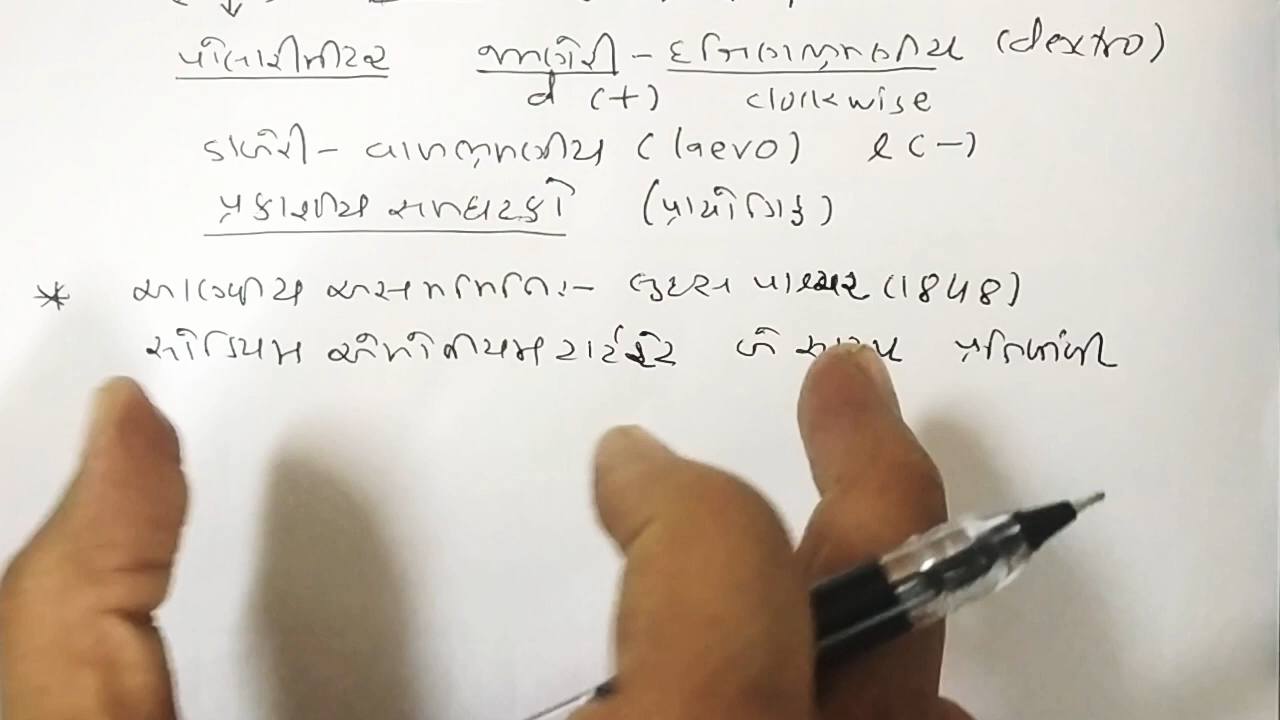 પોલારીમીટર જમણેરી - દક્ષિણભ્રમણીય (dextro)
d (+) clockwise
ડાબેરી - વામભ્રમણીય (laevo) l (-)
પ્રકાશીય સમઘટકો (પ્રાયોગિક)
* આણ્વીય અસમમિતિ:- લુઇસ પાશ્ચર (1848)
સોડિયમ એમોનીયમ ટાર્ટરેટ બે પ્રતિબિંબી